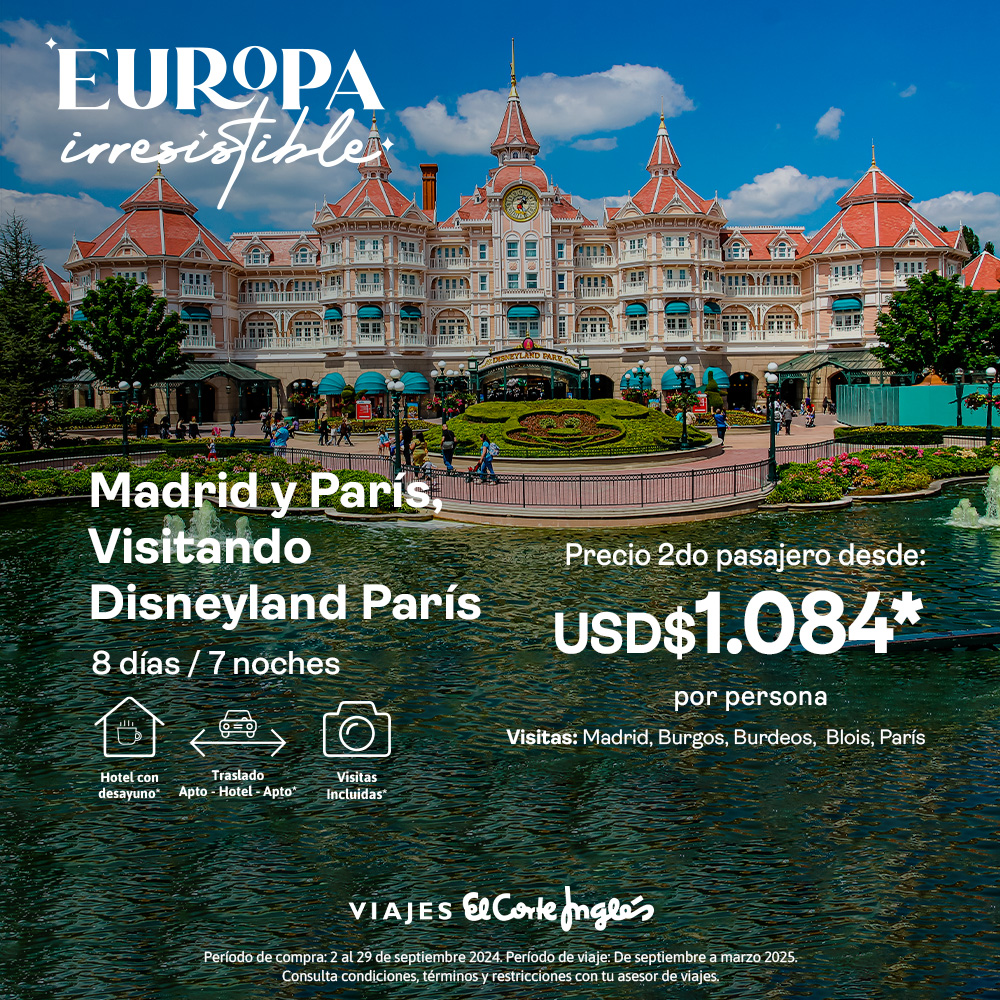 EUROPA
irresistible
DISNEYLAND PARK
Madrid y París,
Visitando
Disneyland París
8 días / 7 noches
Hotel con
desayuno*
Traslado
Apto - Hotel - Apto*
Visitas
Incluidas*
Precio 2do pasajero desde:
USD$1.084*
por persona
Visitas: Madrid, Burgos, Burdeos, Blois, París
VIAJES El Corte Inglés
Período de compra: 2 al 29 de septiembre 2024. Período de viaje: De septiembre a marzo 2025.
Consulta condiciones, términos y restricciones con tu asesor de viajes.